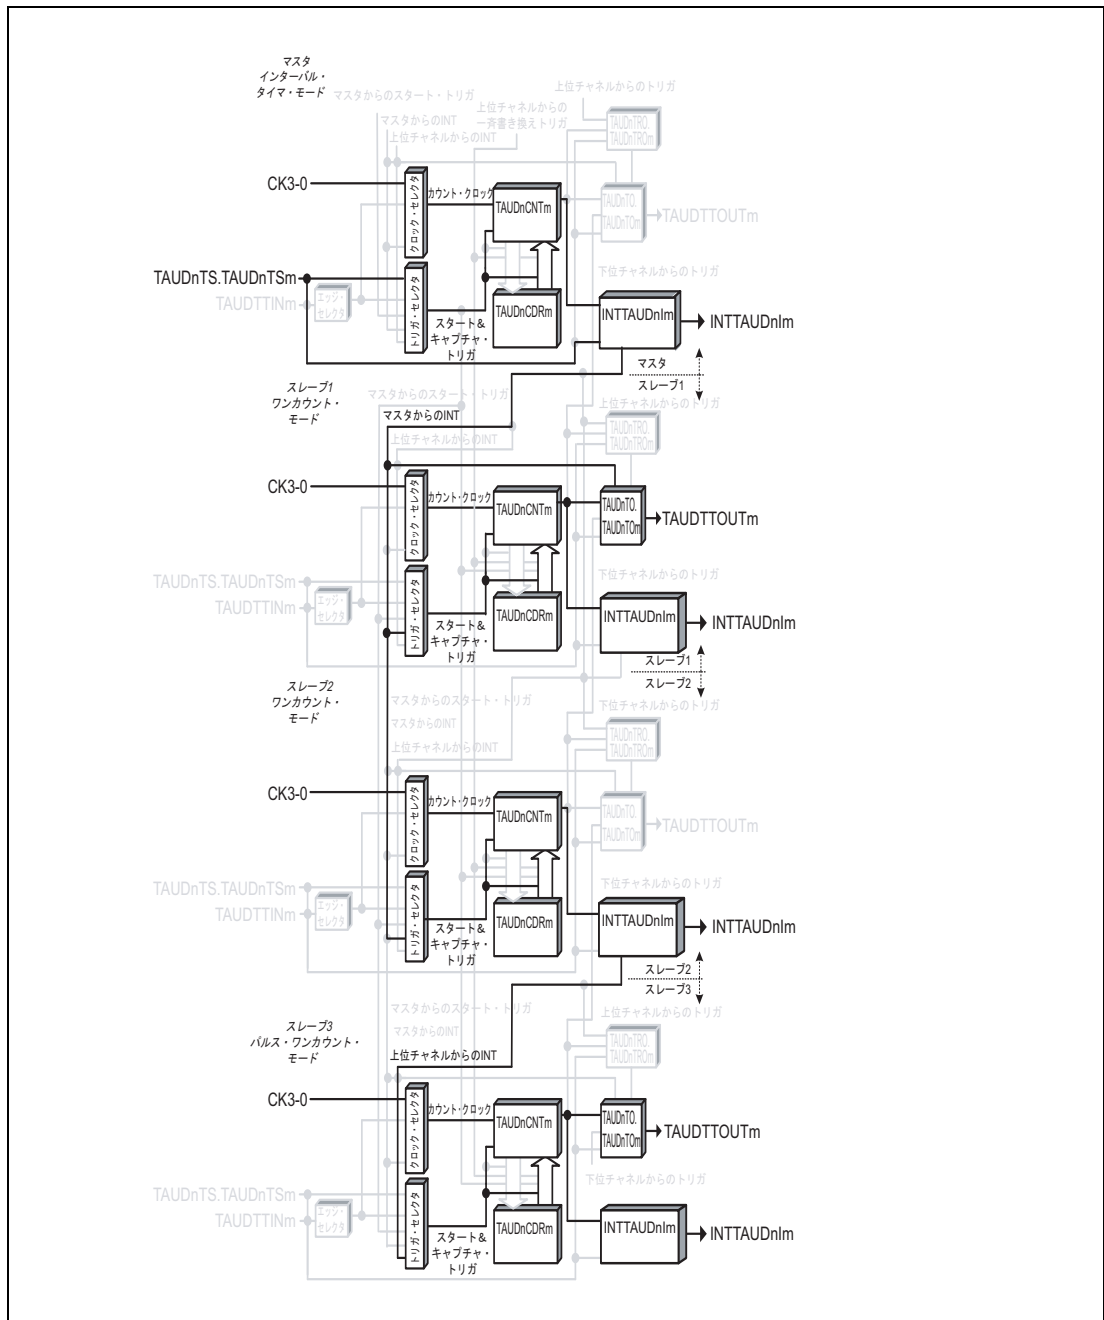 マスタ
インターバル・
タイマ・モード
マスタからのスタート・トリガ
マスタからのINT
上位チャネルからのINT
上位チャネルからの
一斉書き換えトリガ
上位チャネルからのトリガ
TAUDnTRO.
TAUDnTROm
CK3-0
クロック・セレクタ
カウント・クロック
TAUDnCNTm
TAUDnTO.
TAUDnTOm
TAUDTTOUTm
TAUDnTS.TAUDnTSm
TAUDTTINm
エッジ・
セレクタ
トリガ・セレクタ
スタート&
キャプチャ・
トリガ
TAUDnCDRm
下位チャネルからのトリガ
INTTAUDnIm
INTTAUDnIm
マスタ
スレーブ1
スレーブ1
ワンカウント・
モード
マスタからのスタート・トリガ
マスタからのINT
上位チャネルからのINT
上位チャネルからのトリガ
TAUDnTRO.
TAUDnTROm
CK3-0
クロック・セレクタ
カウント・クロック
TAUDnCNTm
TAUDnTO.
TAUDnTOm
TAUDTTOUTm
TAUDnTS.TAUDnTSm
TAUDTTINm
エッジ・
セレクタ
トリガ・セレクタ
スタート&
キャプチャ・
トリガ
TAUDnCDRm
下位チャネルからのトリガ
INTTAUDnIm
INTTAUDnIm
スレーブ1
スレーブ2
スレーブ2
ワンカウント・
モード
マスタからのスタート・トリガ
マスタからのINT
上位チャネルからのINT
下位チャネルからのトリガ
TAUDnTRO.
TAUDnTROm
CK3-0
クロック・セレクタ
カウント・クロック
TAUDnCNTm
TAUDnTO.
TAUDnTOm
TAUDTTOUTm
TAUDnTS.TAUDnTSm
TAUDTTINm
エッジ・
セレクタ
トリガ・セレクタ
スタート&
キャプチャ・
トリガ
TAUDnCDRm
下位チャネルからのトリガ
INTTAUDnIm
INTTAUDnIm
スレーブ2
スレーブ3
スレーブ3
パルス・ワンカウント・
モード
マスタからのスタート・トリガ
マスタからのINT
上位チャネルからのINT
上位チャネルからのトリガ
TAUDnTRO.
TAUDnTROm
CK3-0
クロック・セレクタ
カウント・クロック
TAUDnCNTm
TAUDnTO.
TAUDnTOm
TAUDTTOUTm
TAUDnTS.TAUDnTSm
TAUDTTINm
エッジ・
セレクタ
トリガ・セレクタ
スタート&
キャプチャ・
トリガ
TAUDnCDRm
下位チャネルからのトリガ
INTTAUDnIm
INTTAUDnIm